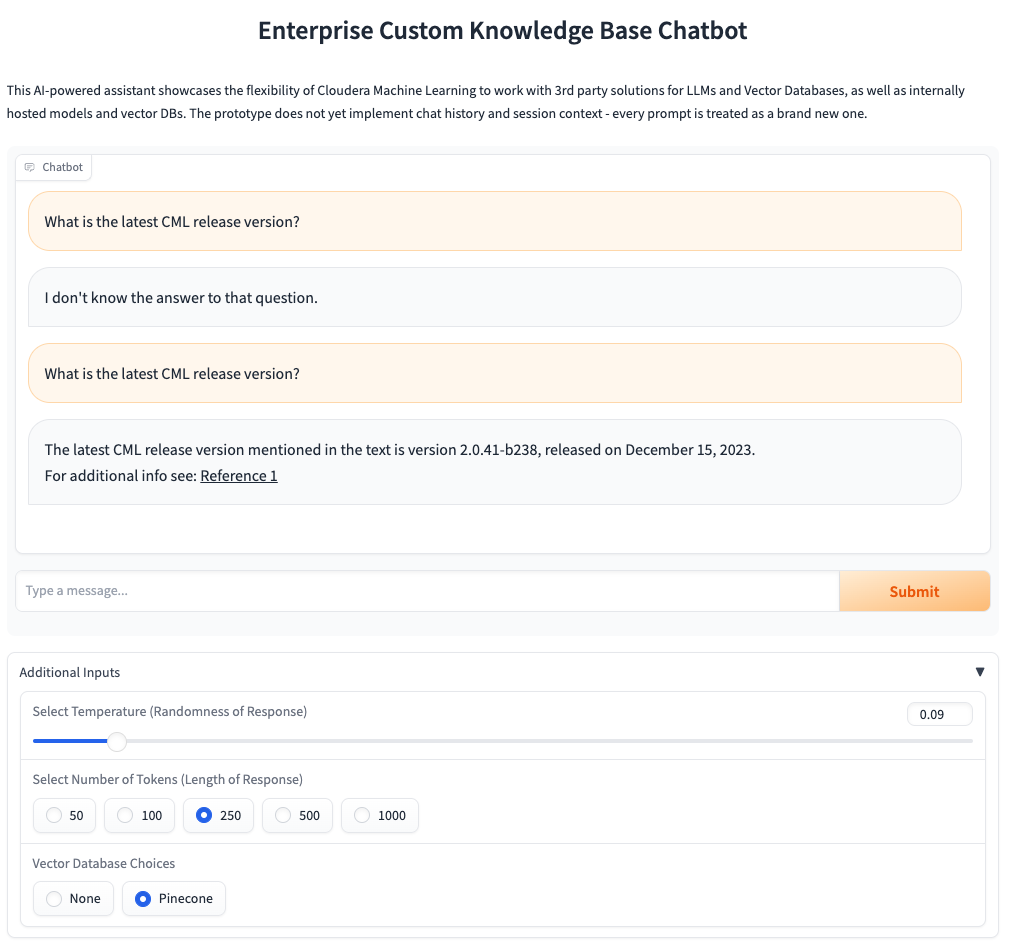 Enterprise Custom Knowledge Base Chatbot
This AI-powered assistant showcases the flexibility of Cloudera Machine Learning to work with 3rd party solutions for LLMs and Vector Databases, as well as internally
hosted models and vector DBs. The prototype does not yet implement chat history and session context - every prompt is treated as a brand new one.
Chatbot
What is the latest CML release version?
I don't know the answer to that question.
What is the latest CML release version?
The latest CML release version mentioned in the text is version 2.0.41-b238, released on December 15, 2023.
For additional info see: Reference 1
Type a message...
Submit
Additional Inputs
Select Temperature (Randomness of Response)
0.09
Select Number of Tokens (Length of Response)
50 100 250 500 1000
Vector Database Choices
None Pinecone